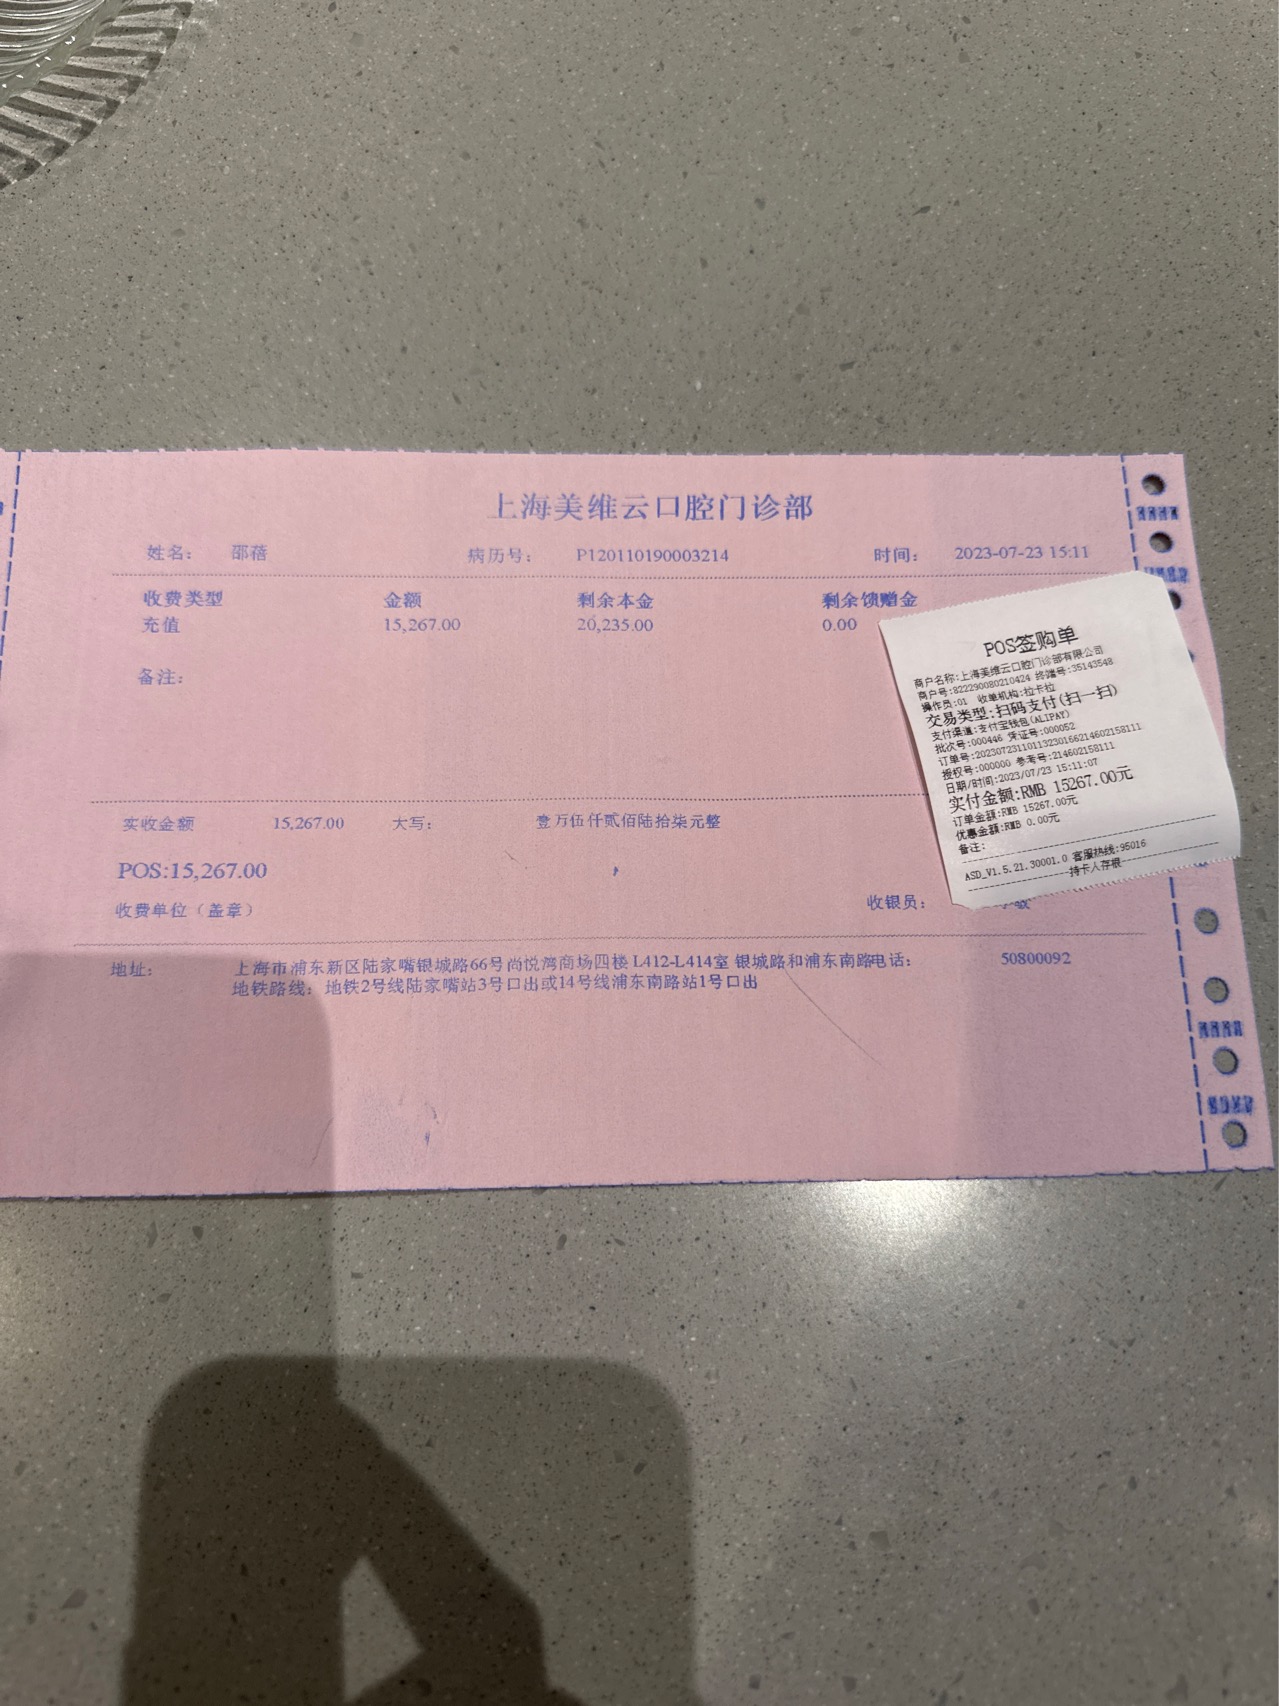 上海美维云口腔门诊部
姓名： 邵蓓 病历号： P120110190003214 时间： 2023-07-23 15:11
收费类型 金额 剩余本金 剩余馈赠金
充值 15,267.00 20,235.00 0.00
备注：
实收金额 15,267.00 大写： 壹万伍仟贰佰陆拾柒元整
POS:15,267.00
收费单位（盖章） 收银员：
地址： 上海市浦东新区陆家嘴银城路66号尚悦湾商场四楼 L412-L414室 银城路和浦东南路电话： 50800092
地铁路线：地铁2号线陆家嘴站3号口出或14号线浦东南路站1号口出
POS签购单
商户名称:上海美维云口腔门诊部有限公司
商户号:822290080210424 终端号:35143548
操作员:01 收单机构:拉卡拉
交易类型:扫码支付(扫一扫)
支付渠道:支付宝钱包(ALIPAY)
批次号:000446 凭证号:000052
订单号:20230723110113230166214602158111
授权号:000000 参考号:214602158111
日期/时间:2023/07/23 15:11:07
实付金额:RMB 15267.00元
订单金额:RMB 15267.00元
优惠金额:RMB 0.00元
备注:
ASD_V1.5.21.30001.0 客服热线:95016
持卡人存根